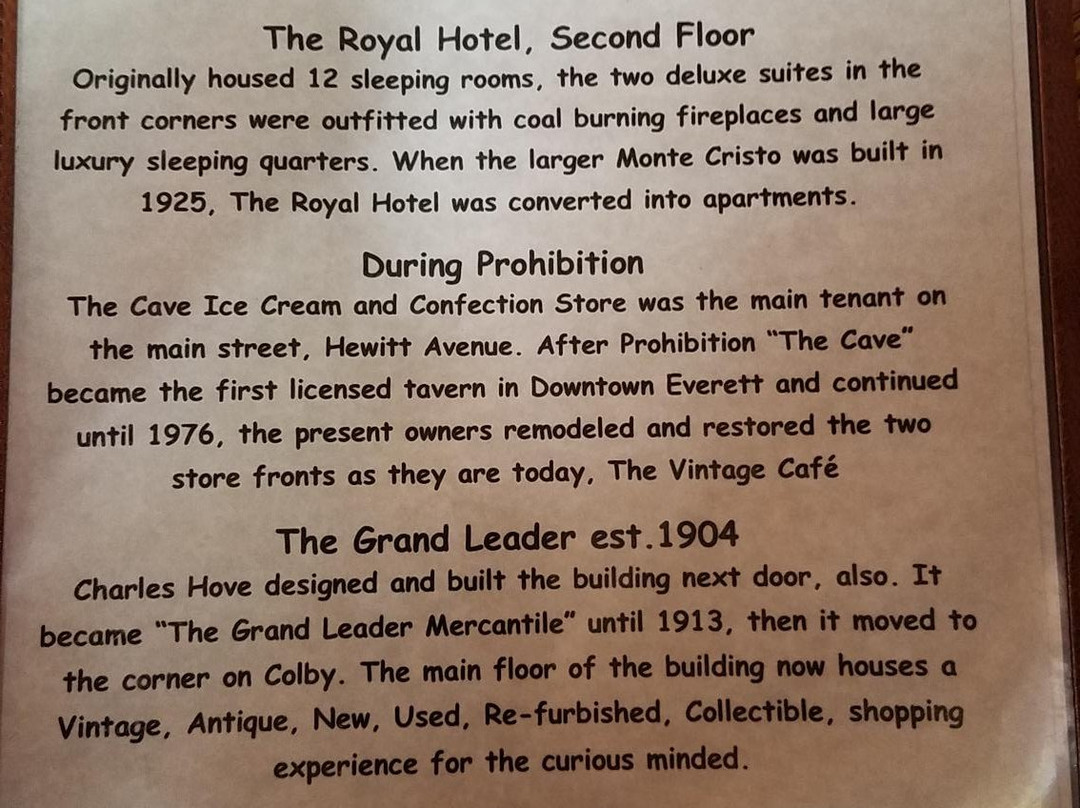 The Royal Hotel, Second Floor
Originally housed 12 sleeping rooms, the two deluxe suites in the
front corners were outfitted with coal burning fireplaces and large
luxury sleeping quarters. When the larger Monte Cristo was built in
1925, The Royal Hotel was converted into apartments.
During Prohibition
The Cave Ice Cream and Confection Store was the main tenant on
the main street, Hewitt Avenue. After Prohibition “The Cave”
became the first licensed tavern in Downtown Everett and continued
until 1976, the present owners remodeled and restored the two
store fronts as they are today, The Vintage Café
The Grand Leader est.1904
Charles Hove designed and built the building next door, also. It
became “The Grand Leader Mercantile” until 1913, then it moved to
the corner on Colby. The main floor of the building now houses a
Vintage, Antique, New, Used, Re-furbished, Collectible, shopping
experience for the curious minded.